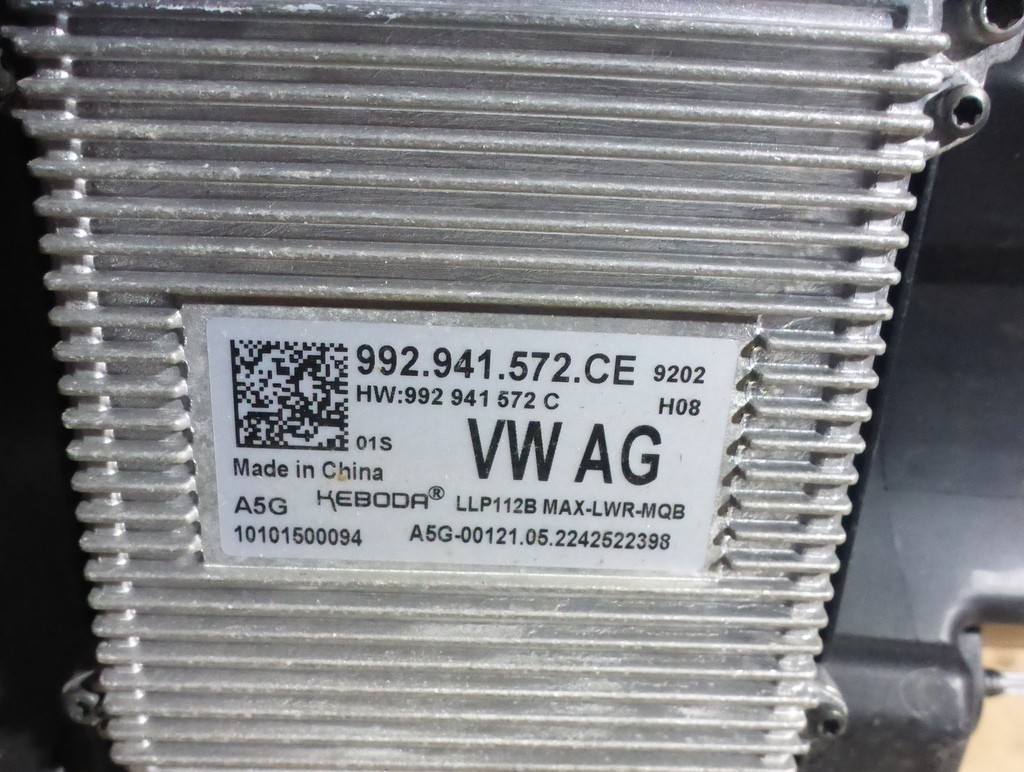 992.941.572.CE 9202
HW:992 941 572 C H08
01S VW AG
Made in China
A5G KEBODA® LLP112B MAX-LWR-MQB
10101500094 A5G-00121.05.2242522398